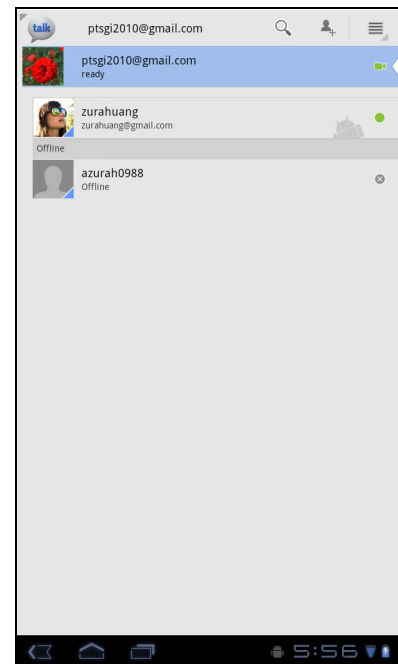 talk ptsgi2010@gmail.com
ptsgi2010@gmail.com
ready
zurahuang
zurahuang@gmail.com
Offline
azurah0988
Offline
5:56